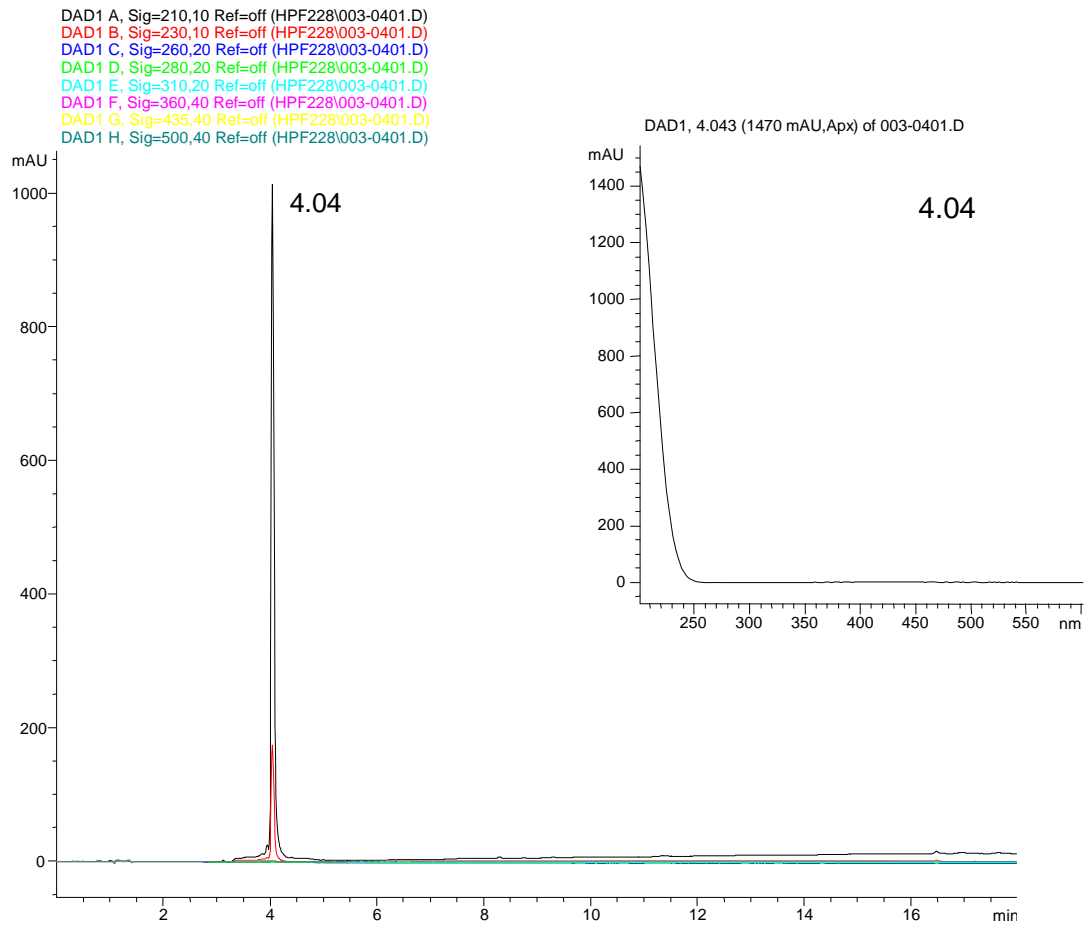 DAD1 A, Sig=210,10 Ref=off (HPF228\003-0401.D)
DAD1 B, Sig=230,10 Ref=off (HPF228\003-0401.D)
DAD1 C, Sig=260,20 Ref=off (HPF228\003-0401.D)
DAD1 D, Sig=280,20 Ref=off (HPF228\003-0401.D)
DAD1 E, Sig=310,20 Ref=off (HPF228\003-0401.D)
DAD1 F, Sig=360,40 Ref=off (HPF228\003-0401.D)
DAD1 G, Sig=435,40 Ref=off (HPF228\003-0401.D)
DAD1 H, Sig=500,40 Ref=off (HPF228\003-0401.D)
mAU
1000
800
600
400
200
0
4.04
2 4 6 8 10 12 14 16 min
DAD1, 4.043 (1470 mAU,Apx) of 003-0401.D
mAU
1400
1200
1000
800
600
400
200
0
4.04
250 300 350 400 450 500 550 nm